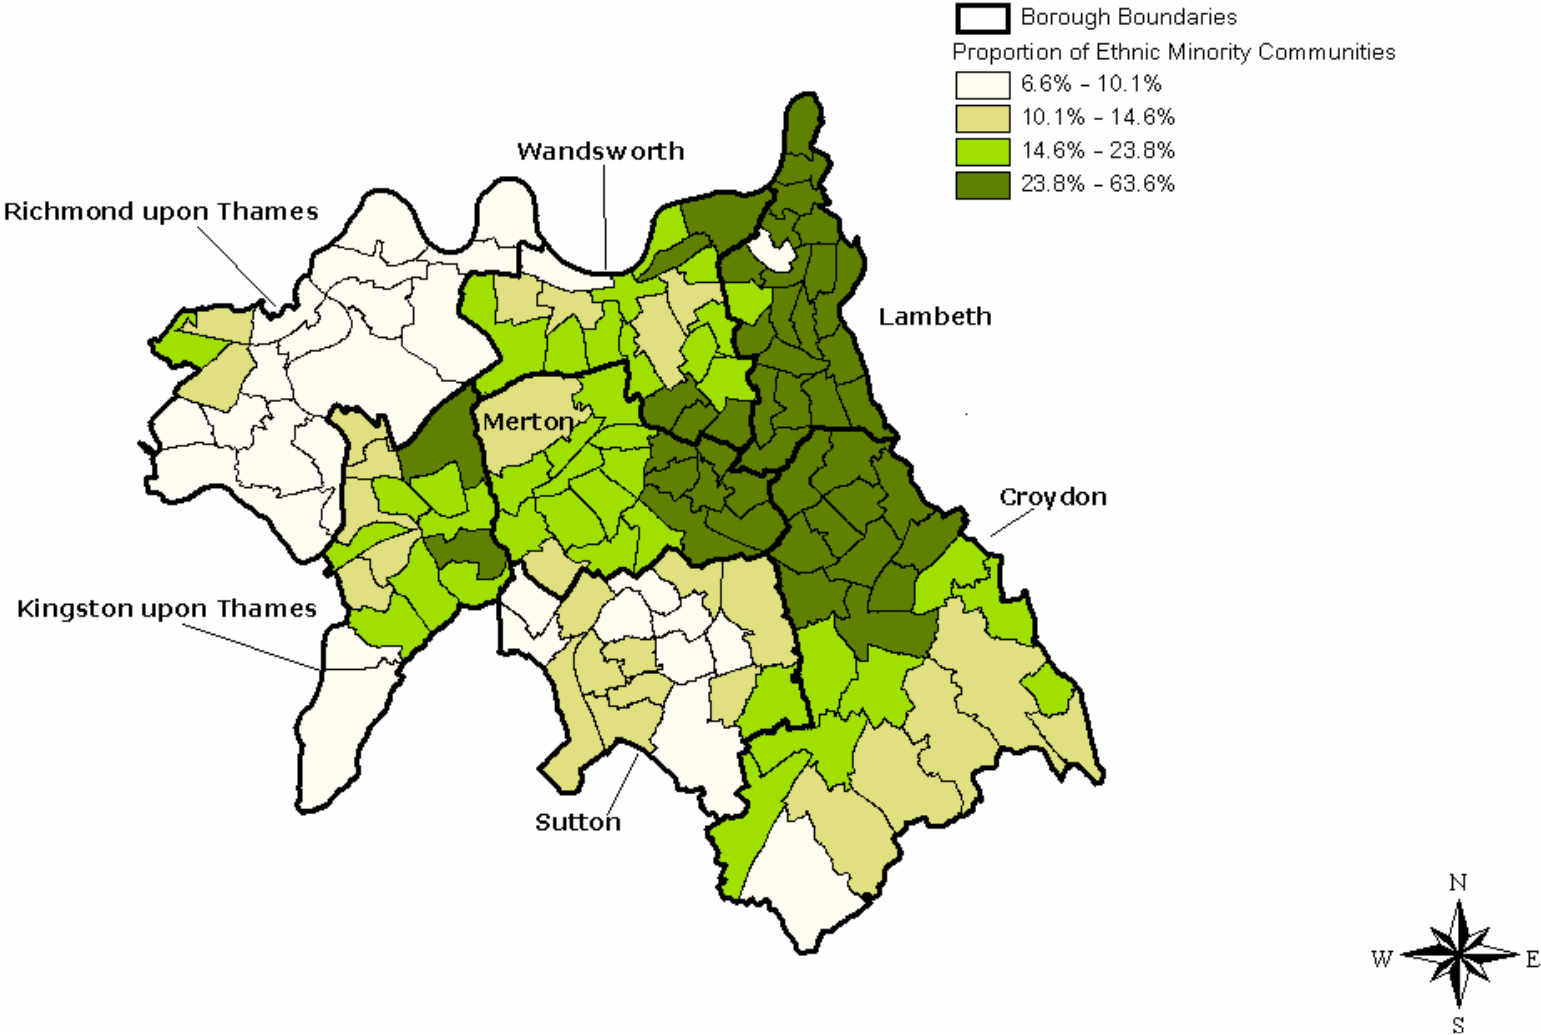 Borough Boundaries
Proportion of Ethnic Minority Communities
6.6% - 10.1%
10.1% - 14.6%
14.6% - 23.8%
23.8% - 63.6%
Wandsworth
Richmond upon Thames
Lambeth
Merton
Croydon
Kingston upon Thames
Sutton
N
W E
S